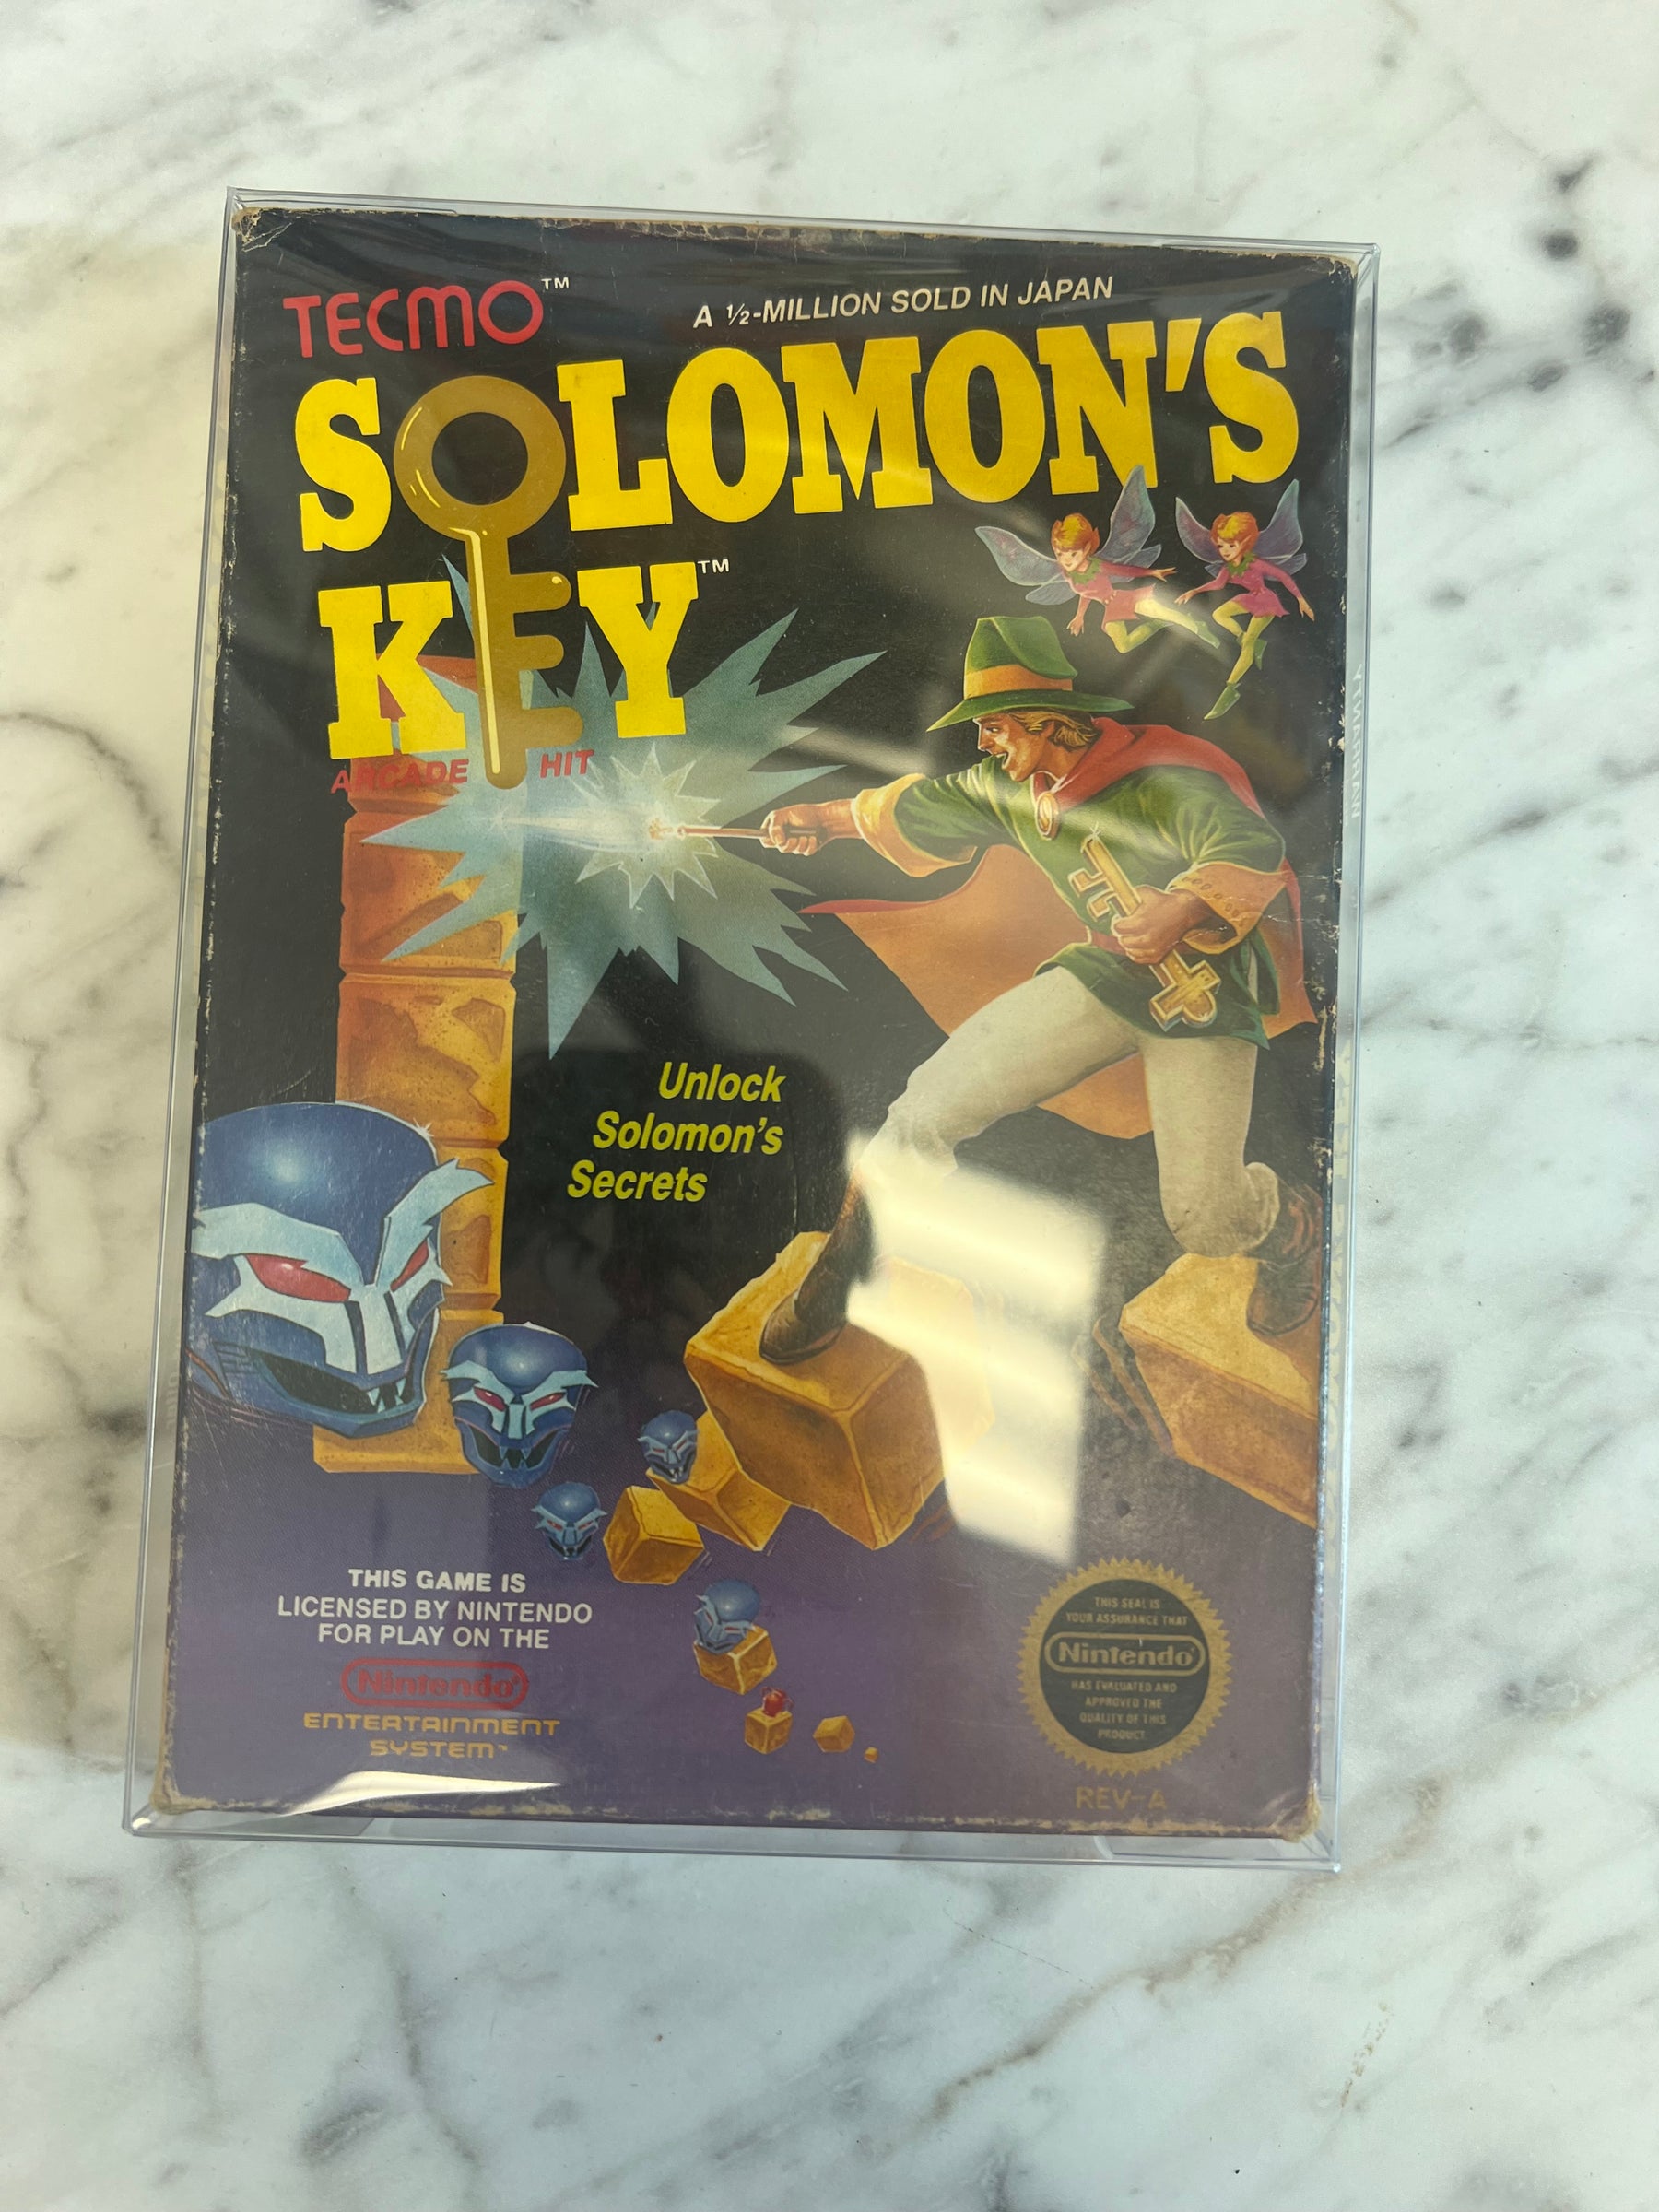 TECMO™
A ½-MILLION SOLD IN JAPAN
SOLOMON'S
KEY™
ARCADE HIT
Unlock
Solomon's
Secrets
THIS GAME IS
LICENSED BY NINTENDO
FOR PLAY ON THE
Nintendo®
ENTERTAINMENT
SYSTEM™
THIS SEAL IS
YOUR ASSURANCE THAT
Nintendo®
HAS EVALUATED AND
APPROVED THE
QUALITY OF THIS
PRODUCT.
REV-A